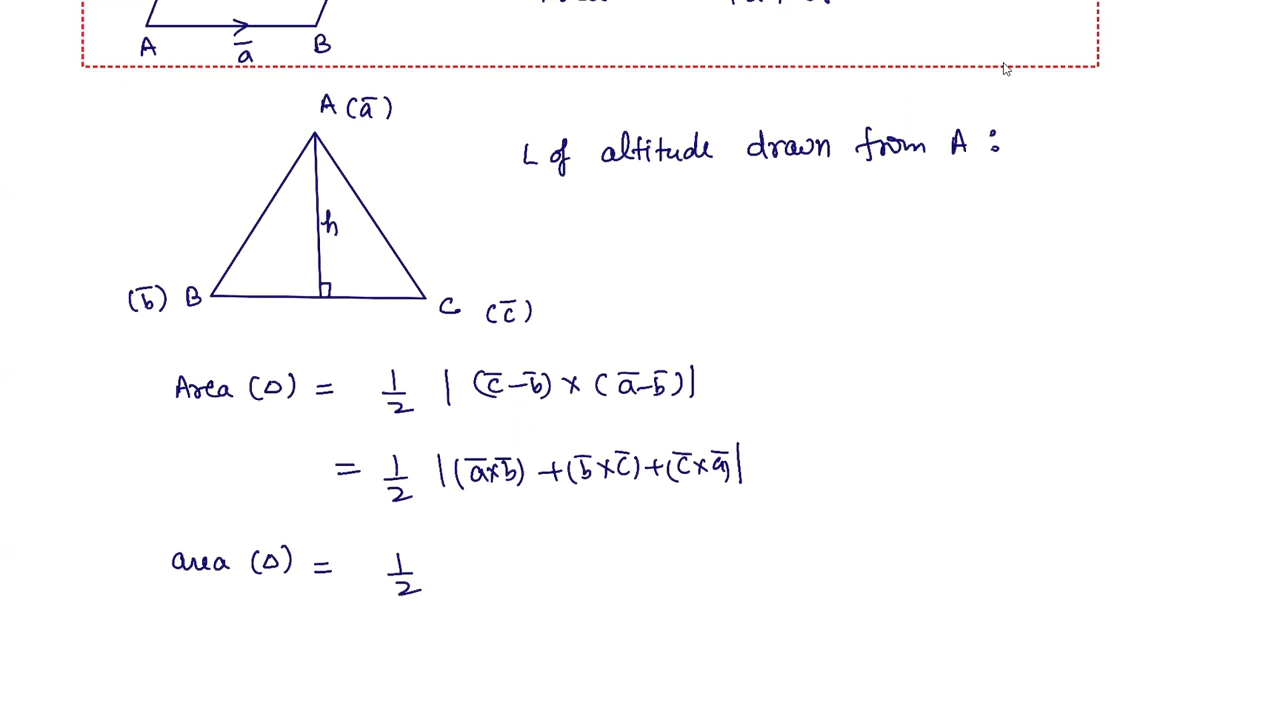 A
a̅
B
A (a̅)
L of altitude drawn from A :
h
(b̅) B
C (c̅)
Area (Δ) = 1/2 | (c̅-b̅) × (a̅-b̅)|
= 1/2 |(a̅×b̅) + (b̅×c̅)+(c̅×a̅)|
area (Δ) = 1/2